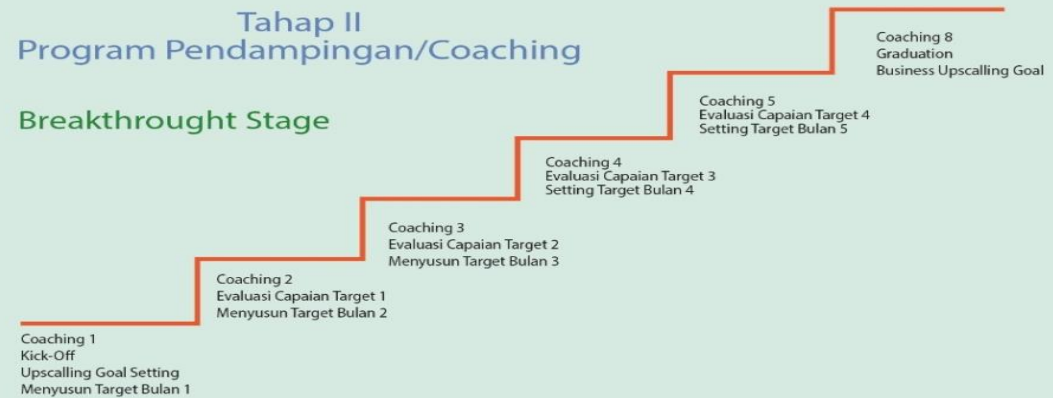 Tahap II
Program Pendampingan/Coaching
Breakthrought Stage
Coaching 1
Kick-Off
Upscalling Goal Setting
Menyusun Target Bulan 1
Coaching 2
Evaluasi Capaian Target 1
Menyusun Target Bulan 2
Coaching 3
Evaluasi Capaian Target 2
Menyusun Target Bulan 3
Coaching 4
Evaluasi Capaian Target 3
Setting Target Bulan 4
Coaching 5
Evaluasi Capaian Target 4
Setting Target Bulan 5
Coaching 8
Graduation
Business Upscalling Goal